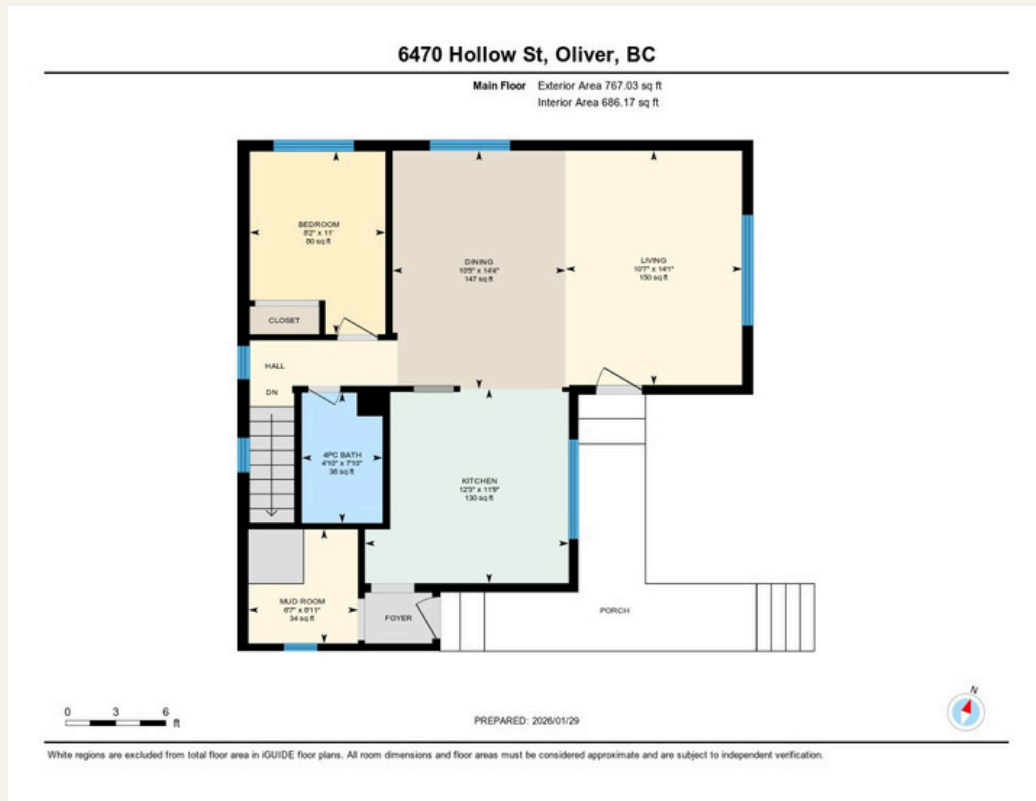 6470 Hollow St, Oliver, BC
Main Floor Exterior Area 767.03 sq ft
Interior Area 686.17 sq ft
BEDROOM
8'2" x 11'
80 sq ft
DINING
10'5" x 14'4"
147 sq ft
LIVING
10'7" x 14'1"
150 sq ft
CLOSET
HALL
DN
4PC BATH
4'10" x 7'10"
36 sq ft
KITCHEN
12'3" x 11'9"
130 sq ft
MUD ROOM
6'7" x 6'11"
34 sq ft
FOYER
PORCH
0 3 6
ft
PREPARED: 2026/01/29
N
White regions are excluded from total floor area in iGUIDE floor plans. All room dimensions and floor areas must be considered approximate and are subject to independent verification.